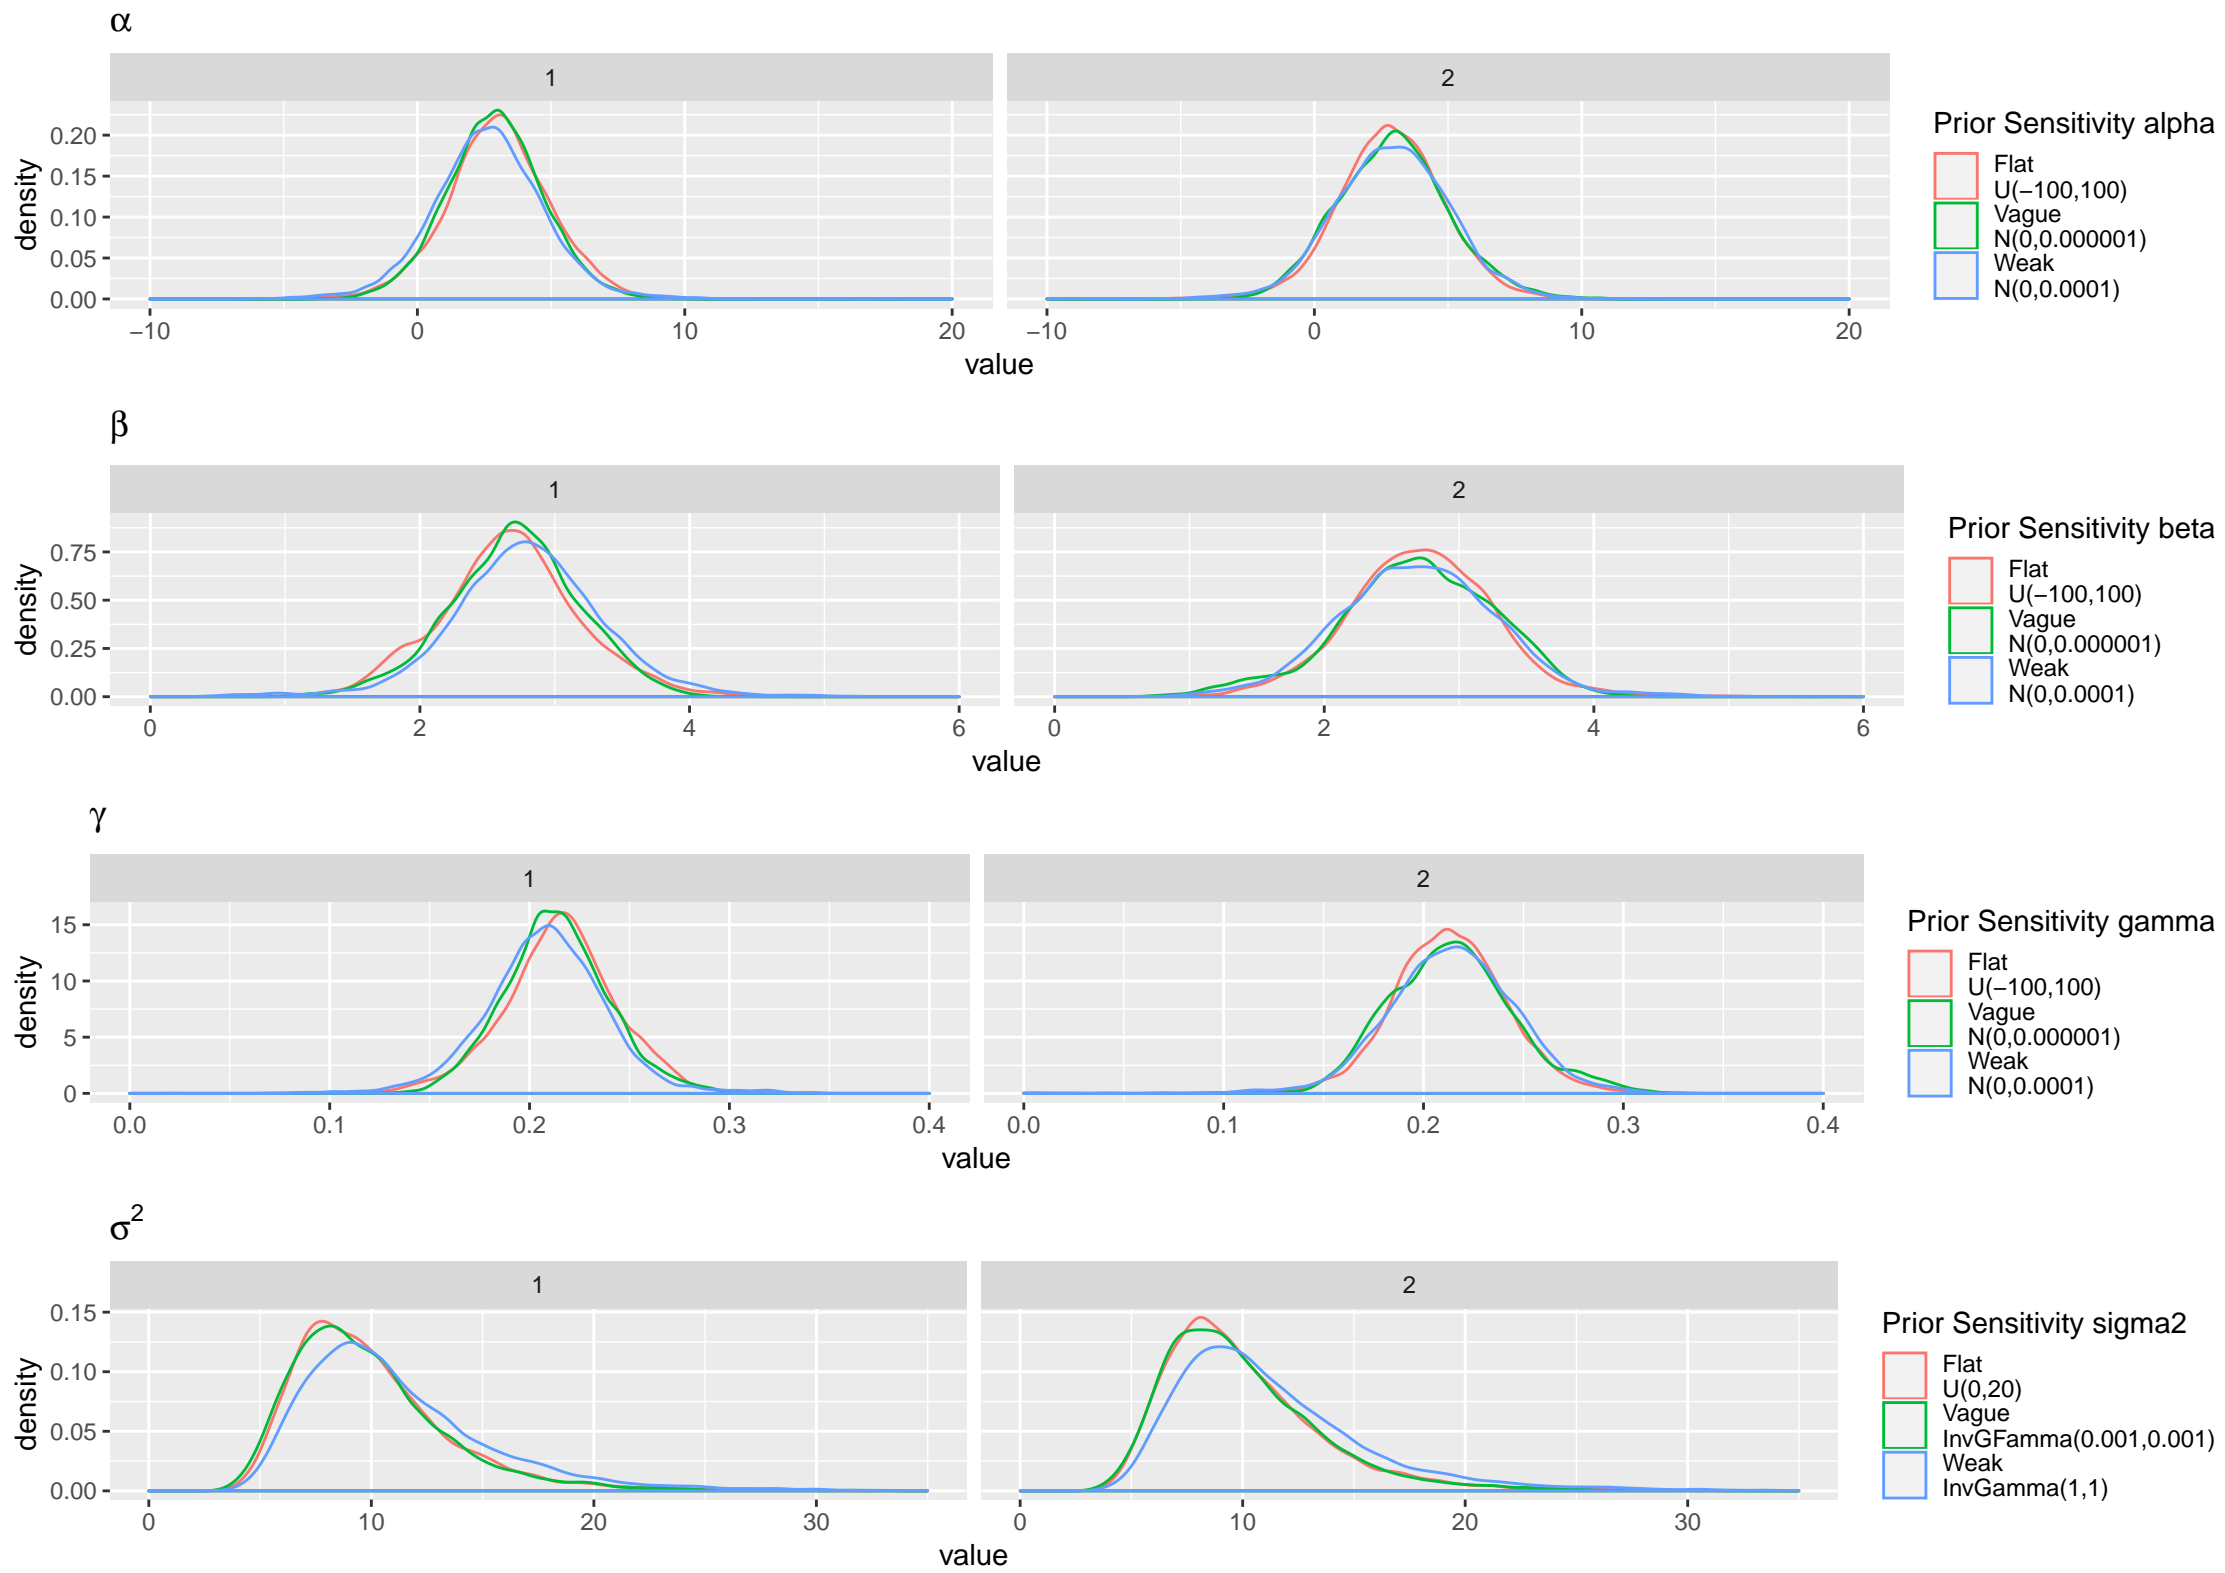 α
1 2
density
0.20
0.15
0.10
0.05
0.00
−10 0 10 20 −10 0 10 20
value
Prior Sensitivity alpha
Flat
U(−100,100)
Vague
N(0,0.000001)
Weak
N(0,0.0001)
β
1 2
density
0.75
0.50
0.25
0.00
0 2 4 6 0 2 4 6
value
Prior Sensitivity beta
Flat
U(−100,100)
Vague
N(0,0.000001)
Weak
N(0,0.0001)
γ
1 2
density
15
10
5
0
0.0 0.1 0.2 0.3 0.4 0.0 0.1 0.2 0.3 0.4
value
Prior Sensitivity gamma
Flat
U(−100,100)
Vague
N(0,0.000001)
Weak
N(0,0.0001)
σ²
1 2
density
0.15
0.10
0.05
0.00
0 10 20 30 0 10 20 30
value
Prior Sensitivity sigma2
Flat
U(0,20)
Vague
InvGFamma(0.001,0.001)
Weak
InvGamma(1,1)